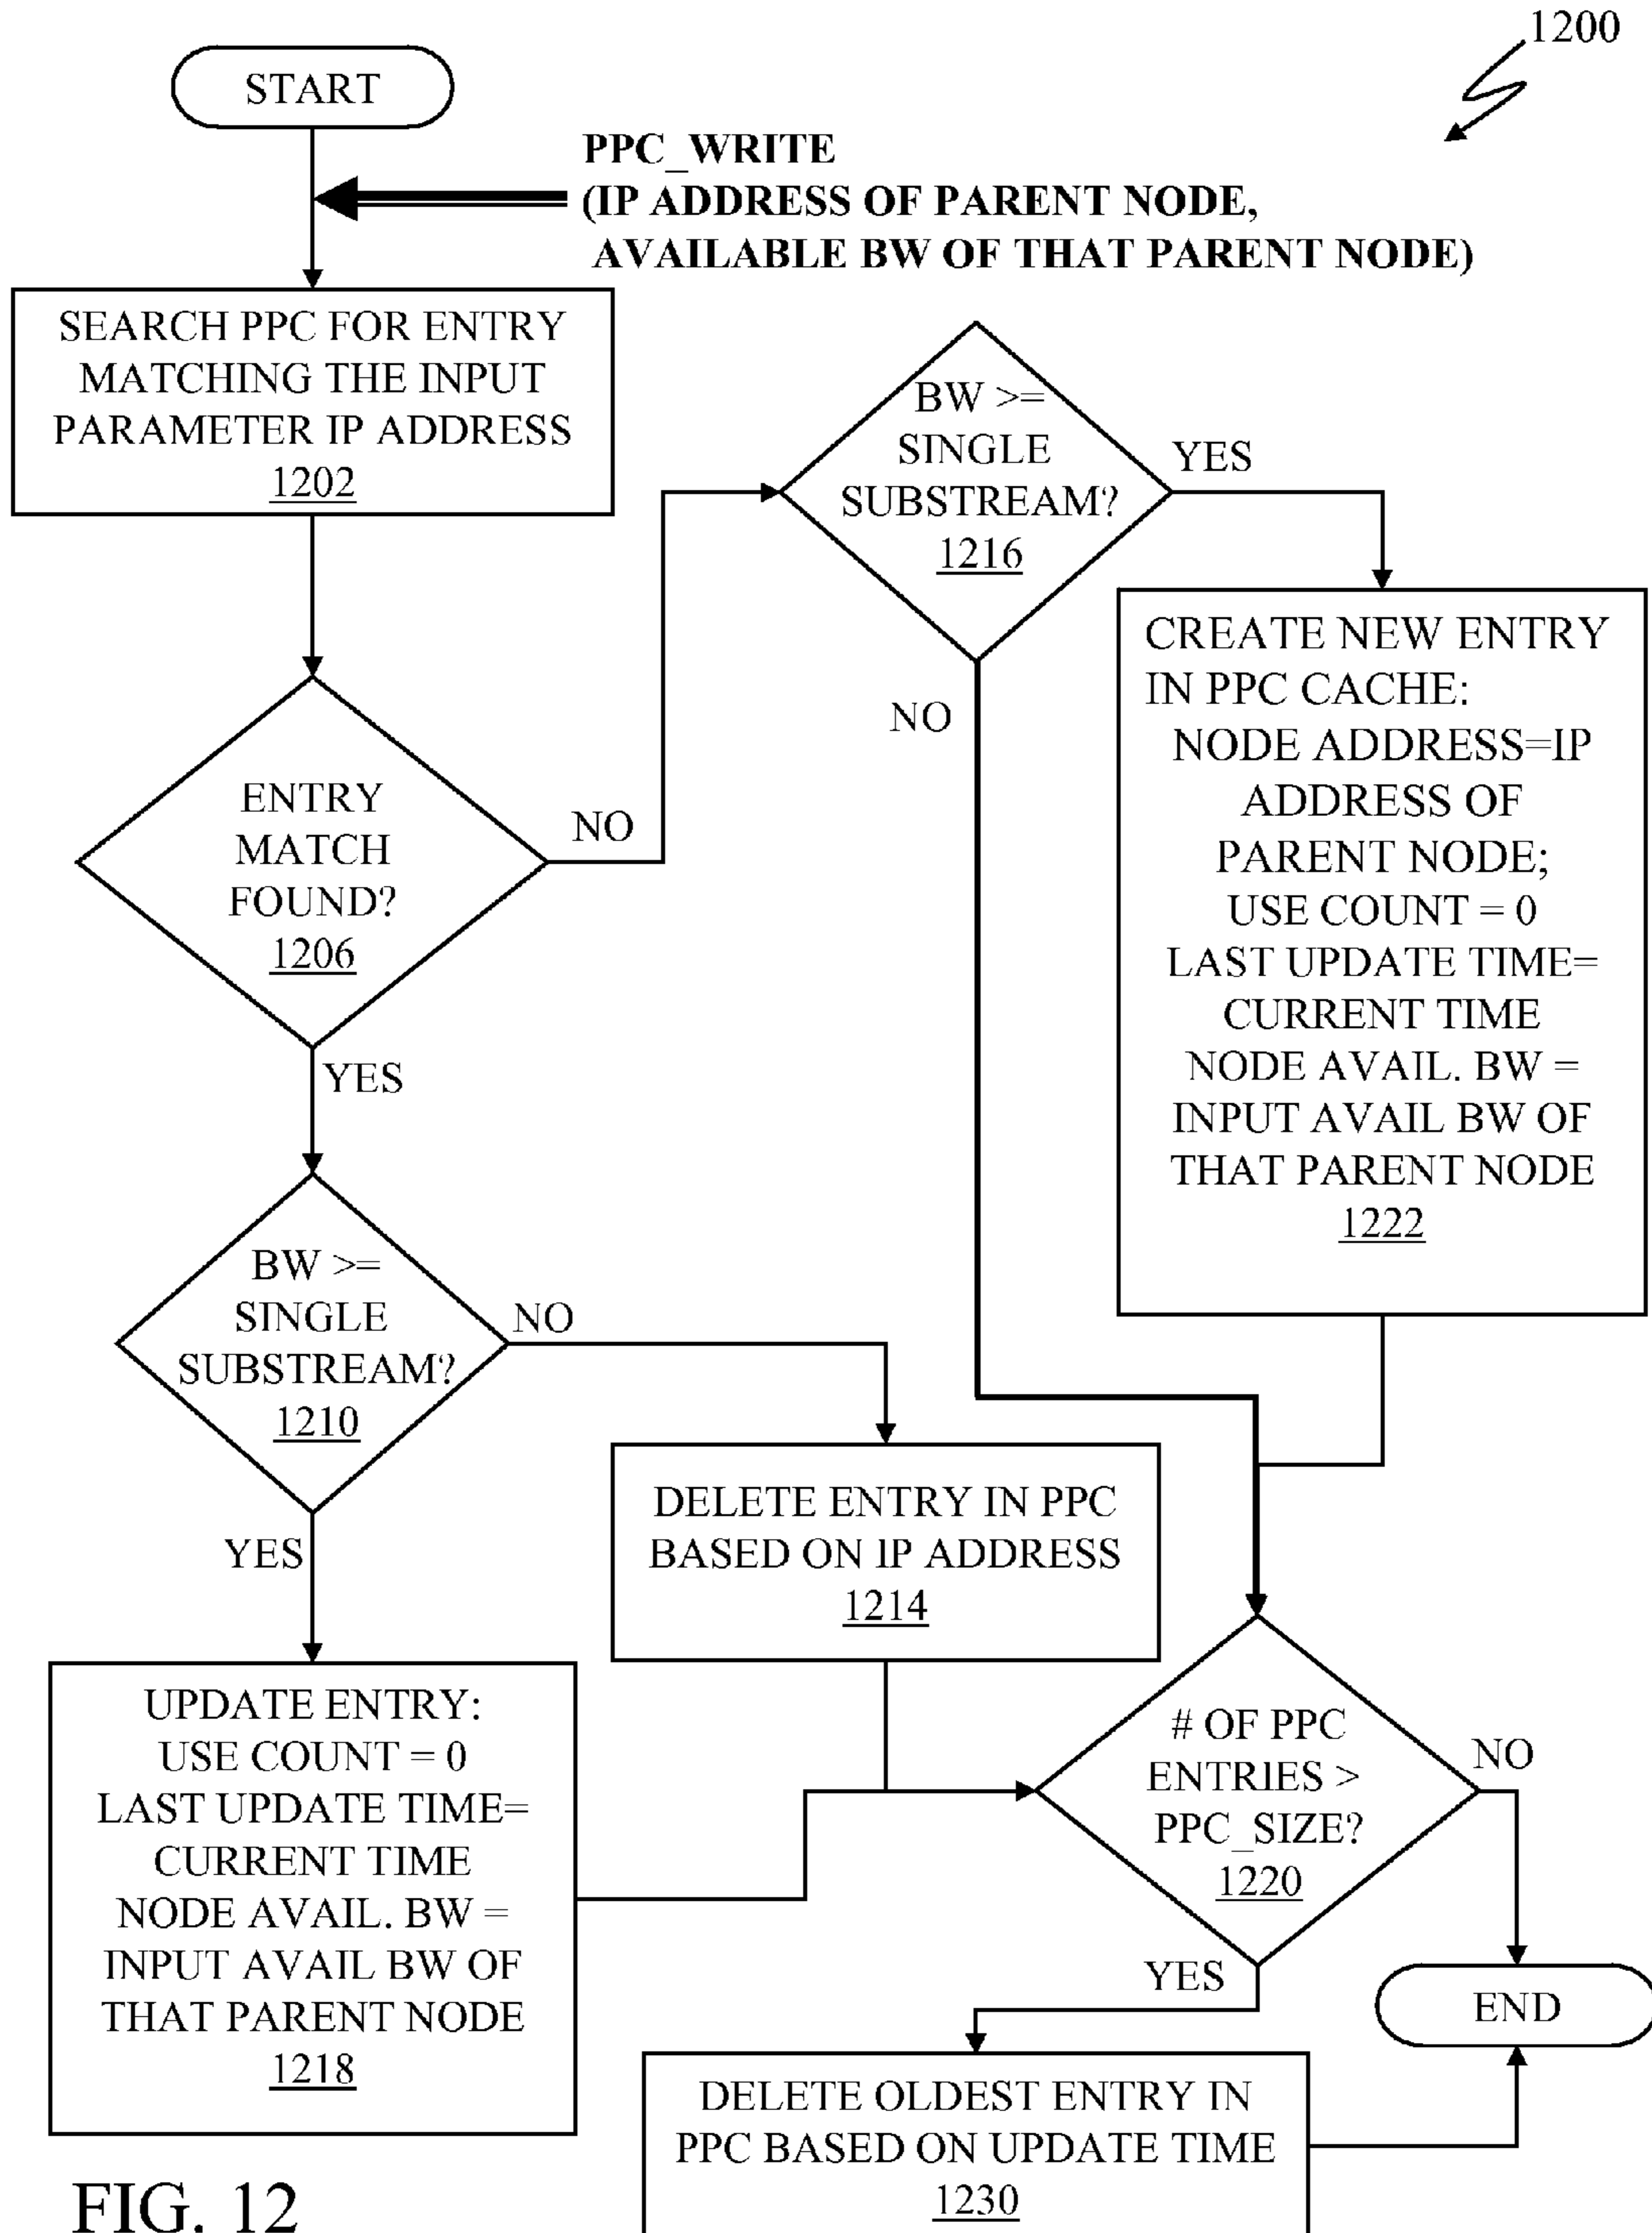 1200
START
PPC_WRITE
(IP ADDRESS OF PARENT NODE,
AVAILABLE BW OF THAT PARENT NODE)
SEARCH PPC FOR ENTRY
MATCHING THE INPUT
PARAMETER IP ADDRESS
1202
ENTRY
MATCH
FOUND?
1206
NO
YES
BW >=
SINGLE
SUBSTREAM?
1216
YES
NO
CREATE NEW ENTRY
IN PPC CACHE:
NODE ADDRESS=IP
ADDRESS OF
PARENT NODE;
USE COUNT = 0
LAST UPDATE TIME=
CURRENT TIME
NODE AVAIL. BW =
INPUT AVAIL BW OF
THAT PARENT NODE
1222
BW >=
SINGLE
SUBSTREAM?
1210
NO
YES
DELETE ENTRY IN PPC
BASED ON IP ADDRESS
1214
UPDATE ENTRY:
USE COUNT = 0
LAST UPDATE TIME=
CURRENT TIME
NODE AVAIL. BW =
INPUT AVAIL BW OF
THAT PARENT NODE
1218
# OF PPC
ENTRIES >
PPC_SIZE?
1220
NO
YES
END
DELETE OLDEST ENTRY IN
PPC BASED ON UPDATE TIME
1230
FIG. 12